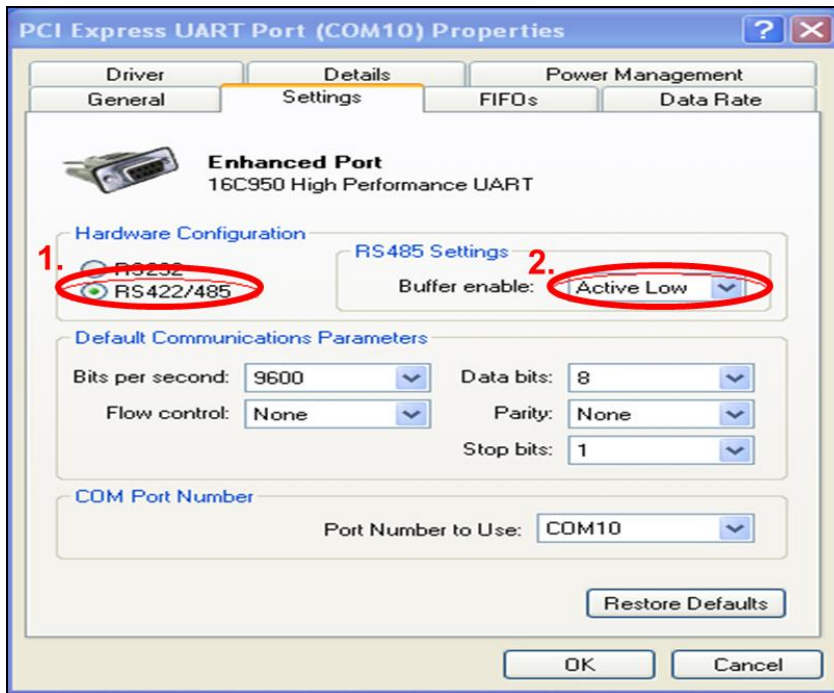 PCI Express UART Port (COM10) Properties
Driver
Details
Power Management
General
Settings
FIFOs
Data Rate
Enhanced Port
16C950 High Performance UART
Hardware Configuration
1.
RS232
RS422/485
RS485 Settings
2.
Buffer enable: Active Low
Default Communications Parameters
Bits per second: 9600
Data bits: 8
Flow control: None
Parity: None
Stop bits: 1
COM Port Number
Port Number to Use: COM10
Restore Defaults
OK
Cancel